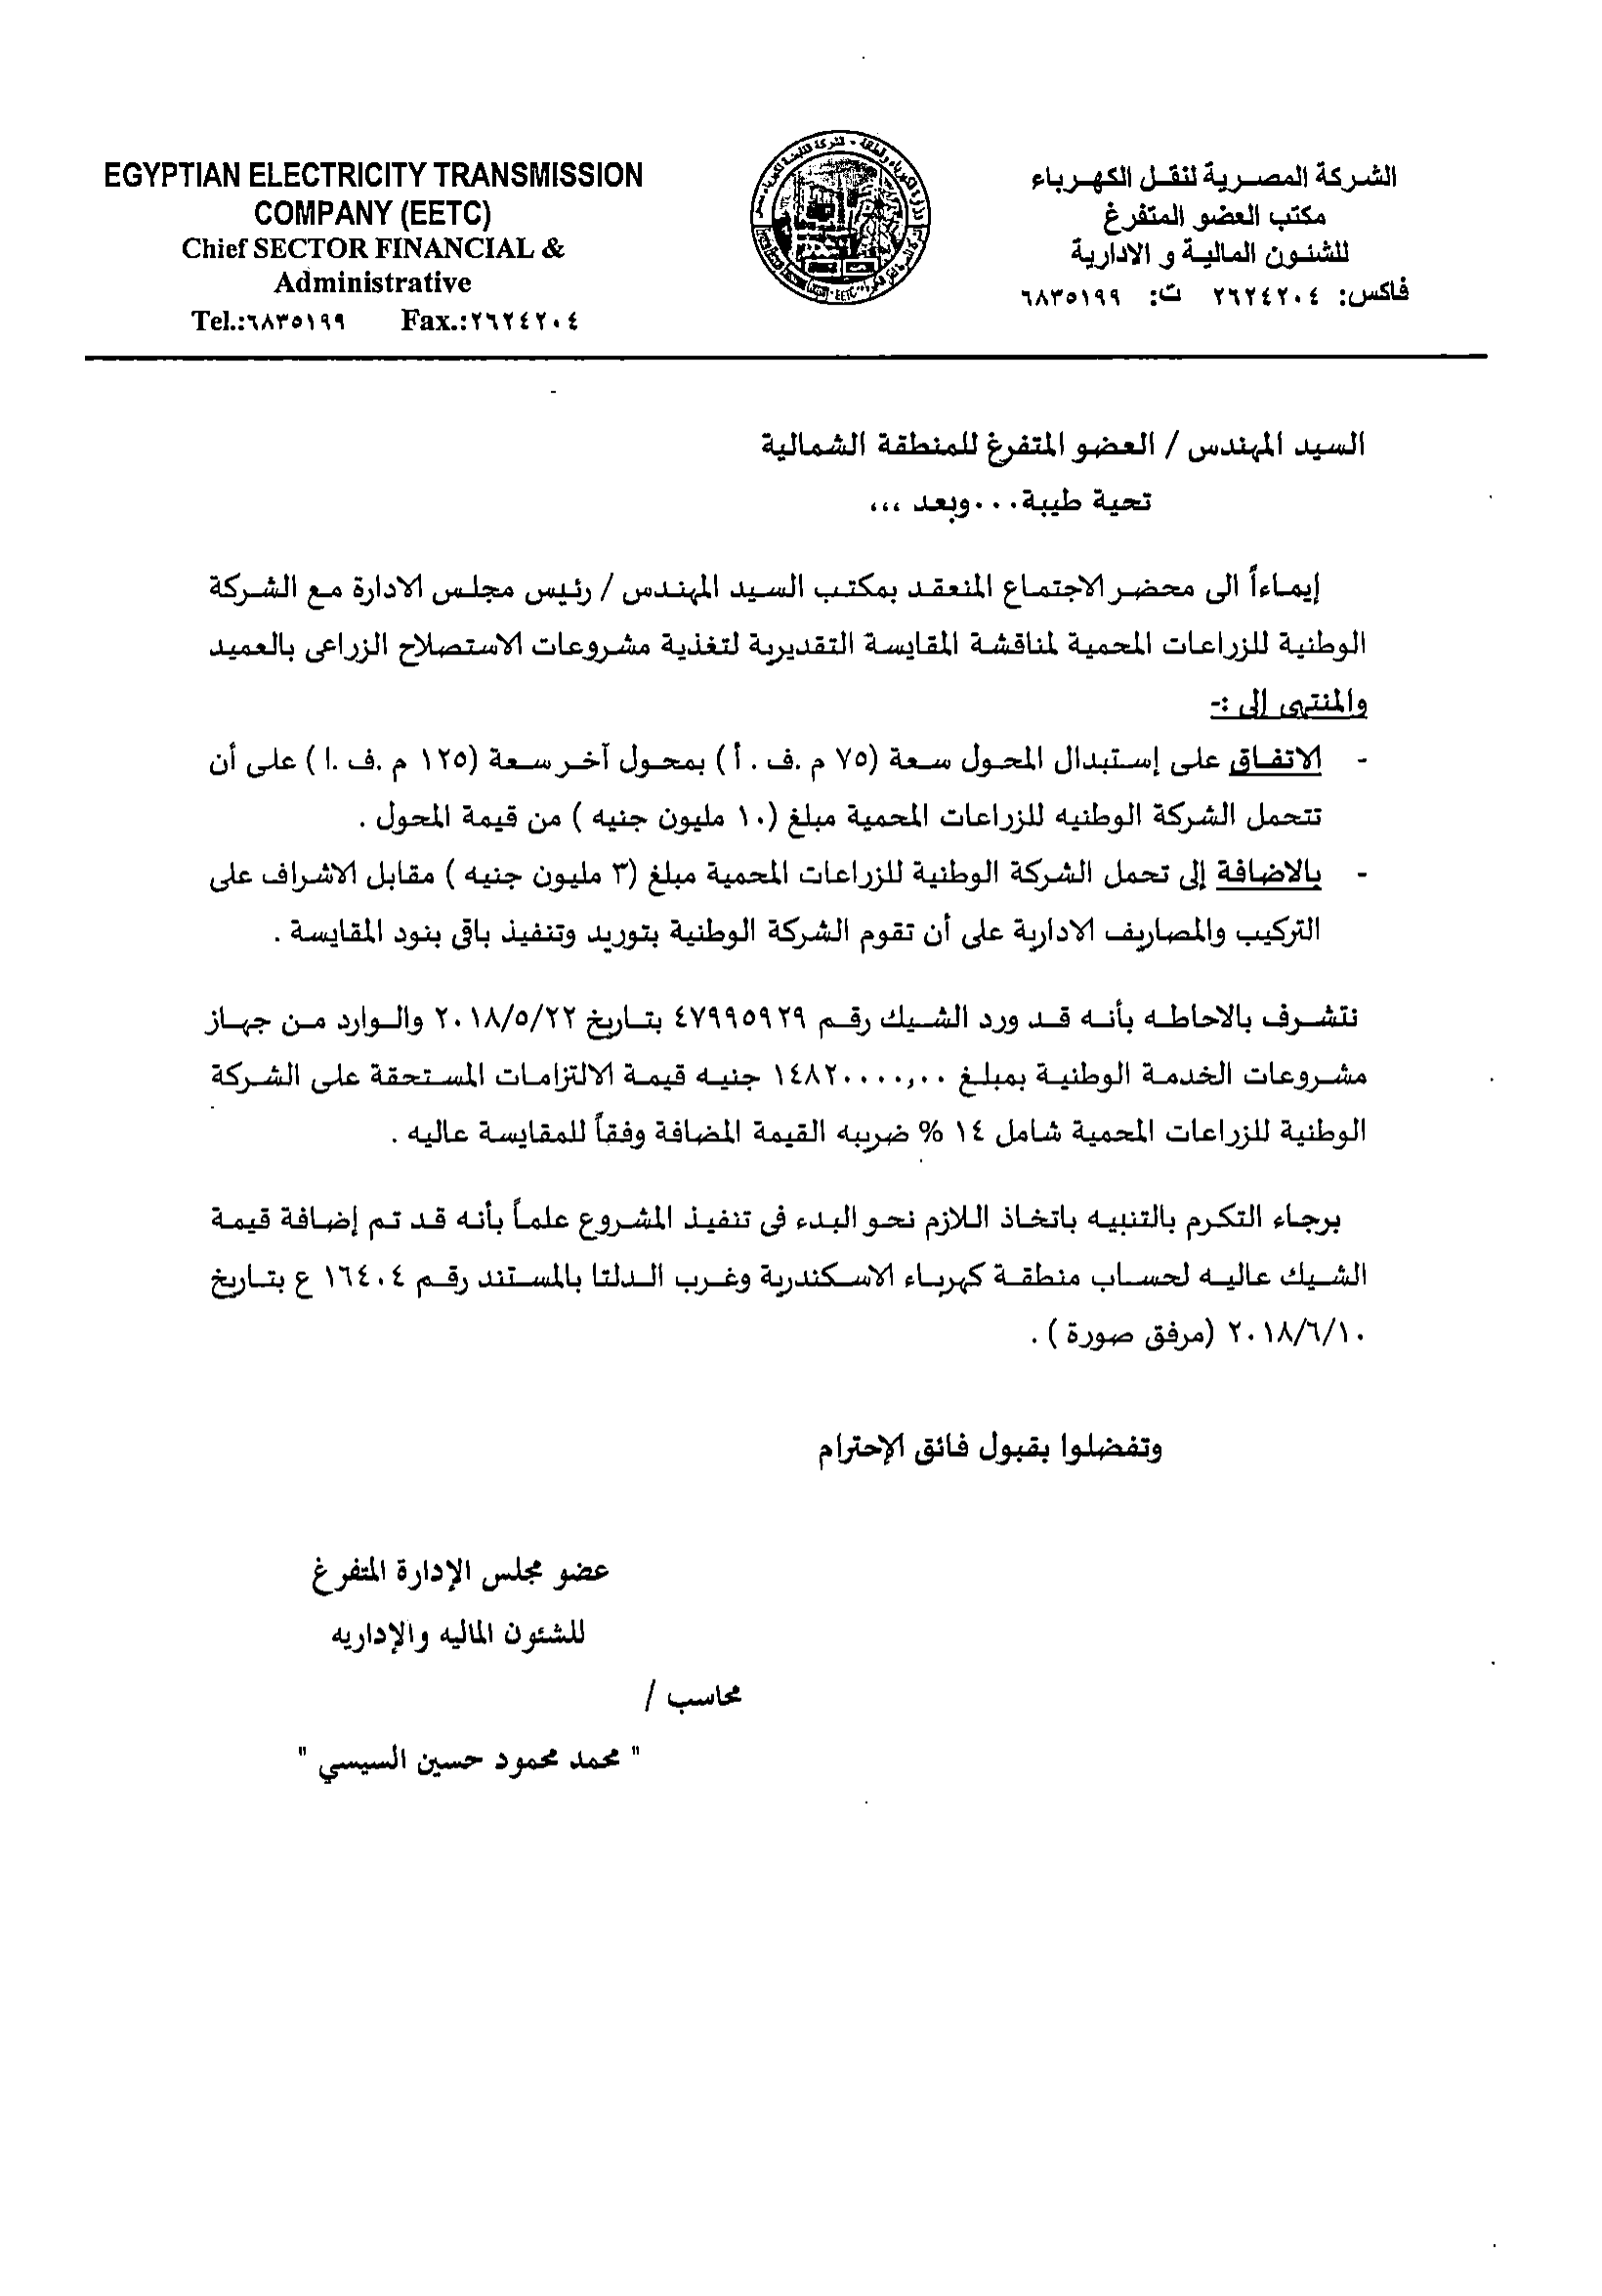 EGYPTIAN ELECTRICITY TRANSMISSION
COMPANY (EETC)
Chief SECTOR FINANCIAL &
Administrative
Tel.:٦٨٣٥١٩٩ Fax.:٢٦٢٤٢٠٤
الشركة المصرية لنقل الكهرباء
مكتب العضو المتفرغ
للشئون المالية و الادارية
فاكس: ٢٦٢٤٢٠٤ ت: ٦٨٣٥١٩٩
السيد المهندس / العضو المتفرغ للمنطقة الشمالية
تحية طيبة...وبعد ،،،
إيماءاً الى محضر الاجتماع المنعقد بمكتب السيد المهندس / رئيس مجلس الادارة مع الشركة
الوطنية للزراعات المحمية لمناقشة المقايسة التقديرية لتغذية مشروعات الاستصلاح الزراعى بالعميد
والمنتهى إلى :-
- الاتفاق على إستبدال المحول سعة (٧٥ م .ف . أ ) بمحول آخر سعة (١٢٥ م .ف .ا ) على أن
تتحمل الشركة الوطنيه للزراعات المحمية مبلغ (١٠ مليون جنيه ) من قيمة المحول .
- بالاضافة إلى تحمل الشركة الوطنية للزراعات المحمية مبلغ (٣ مليون جنيه ) مقابل الاشراف على
التركيب والمصاريف الادارية على أن تقوم الشركة الوطنية بتوريد وتنفيذ باقى بنود المقايسة .
نتشرف بالاحاطه بأنه قد ورد الشيك رقم ٤٧٩٩٥٩٢٩ بتاريخ ٢٠١٨/٥/٢٢ والوارد من جهاز
مشروعات الخدمة الوطنية بمبلغ ١٤٨٢٠٠٠٠,٠٠ جنيه قيمة الالتزامات المستحقة على الشركة
الوطنية للزراعات المحمية شامل ١٤ % ضريبه القيمة المضافة وفقاً للمقايسة عاليه .
برجاء التكرم بالتنبيه باتخاذ اللازم نحو البدء فى تنفيذ المشروع علماً بأنه قد تم إضافة قيمة
الشيك عاليه لحساب منطقة كهرباء الاسكندرية وغرب الدلتا بالمستند رقم ١٦٤٠٤ ع بتاريخ
٢٠١٨/٦/١٠ (مرفق صورة ) .
وتفضلوا بقبول فائق الإحترام
عضو مجلس الإدارة المتفرغ
للشئون الماليه والإداريه
محاسب /
" محمد محمود حسين السيسي "